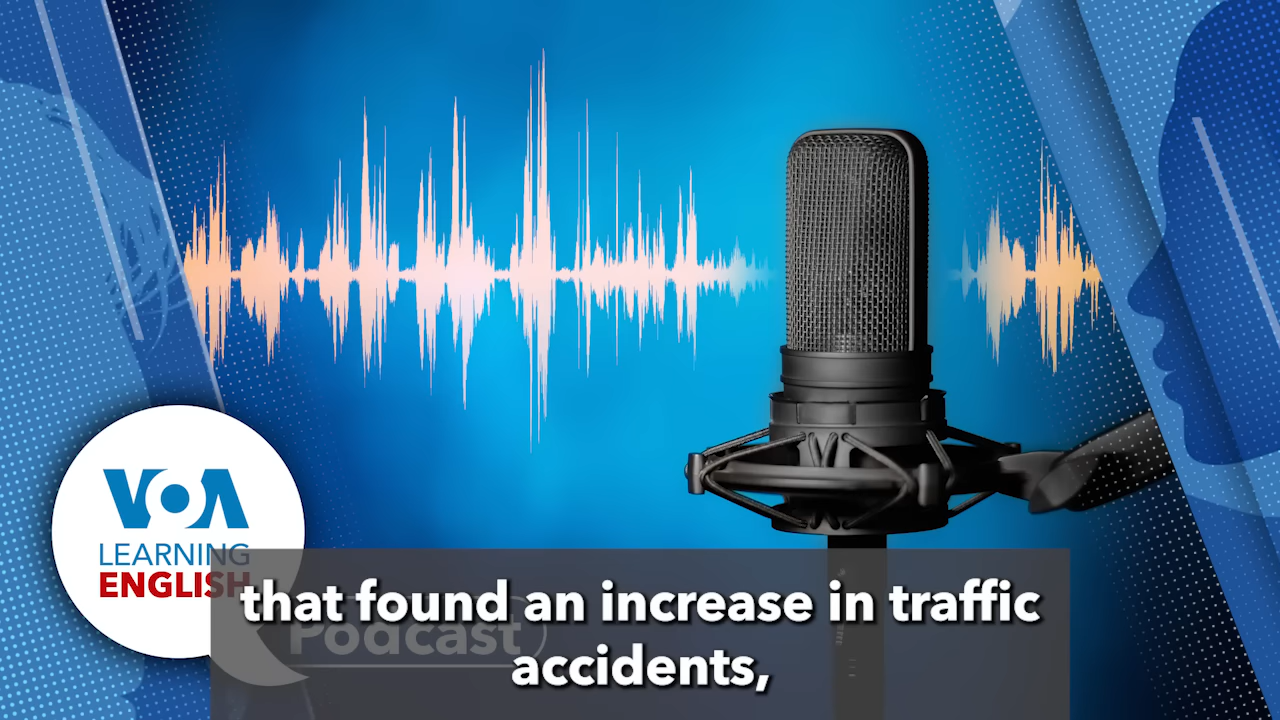 VOA
LEARNING
ENGLISH
Podcast
that found an increase in traffic
accidents,